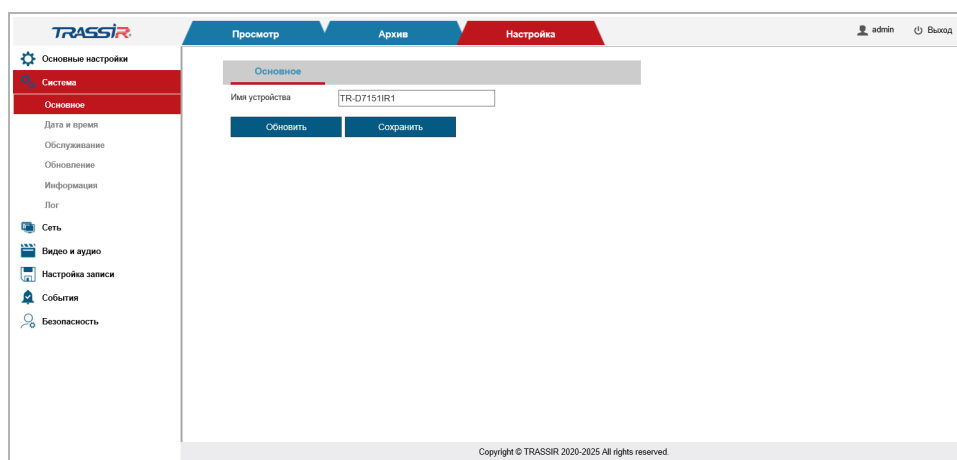 TRASSIR
Просмотр
Архив
Настройка
admin
Выход
Основные настройки
Система
Основное
Дата и время
Обслуживание
Обновление
Информация
Лог
Сеть
Видео и аудио
Настройка записи
События
Безопасность
Основное
Имя устройства
TR-D7151IR1
Обновить
Сохранить
Copyright © TRASSIR 2020-2025 All rights reserved.